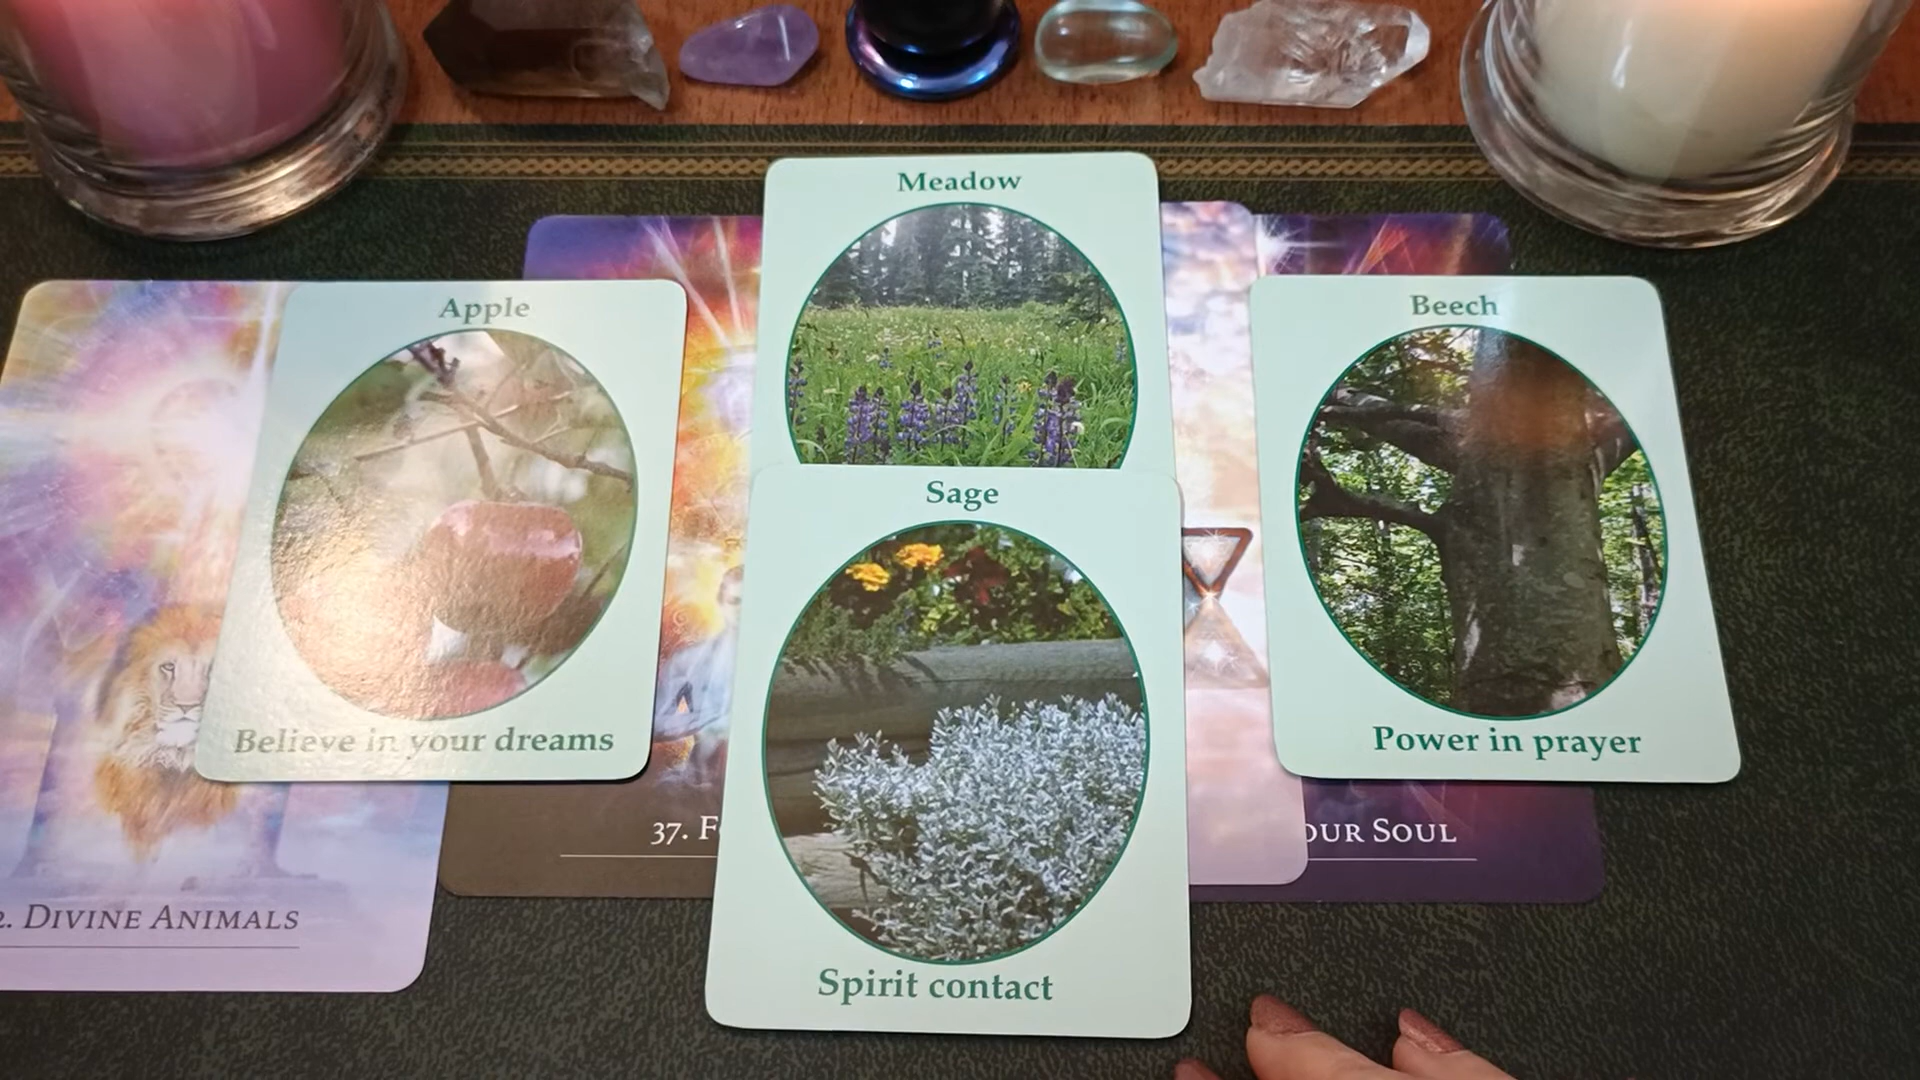 Meadow
Apple
Believe in your dreams
Sage
Spirit contact
Beech
Power in prayer
37.
OUR SOUL
. DIVINE ANIMALS